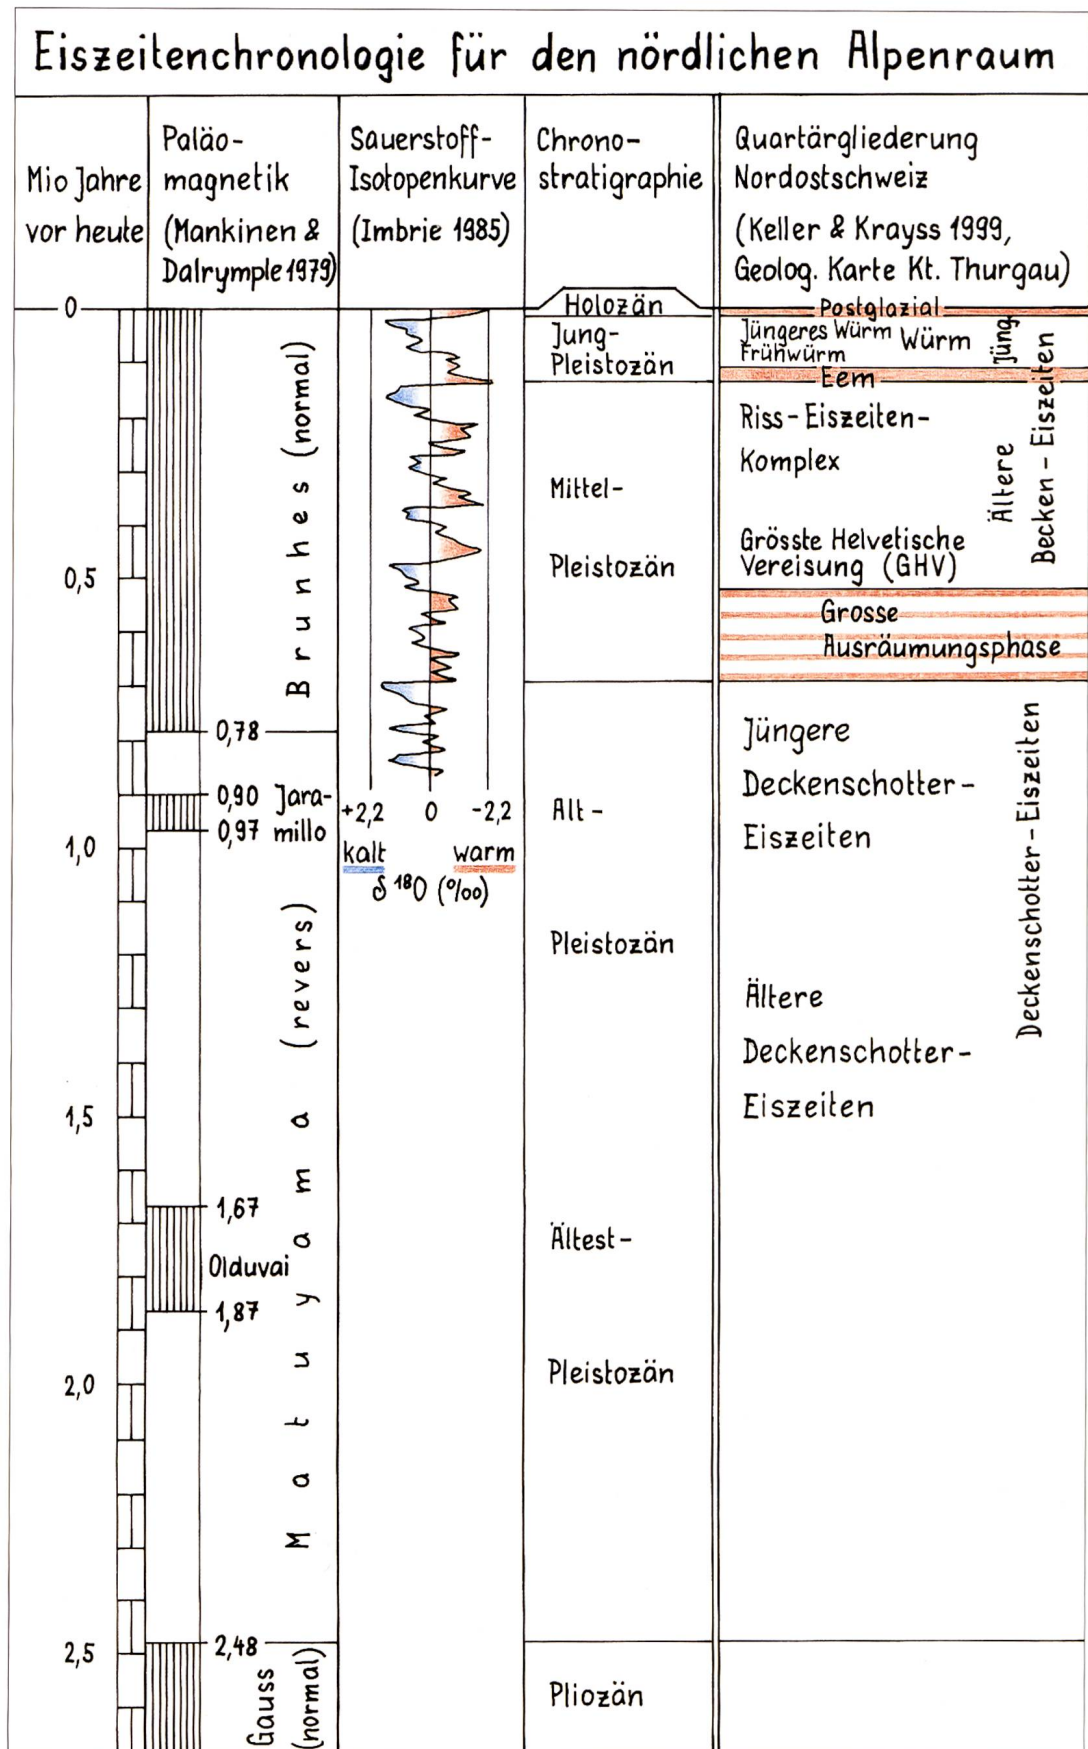 Eiszeitenchronologie für den nördlichen Alpenraum
Mio Jahre
vor heute
Paläo-
magnetik
(Mankinen &
Dalrymple 1979)
Sauerstoff-
Isotopenkurve
(Imbrie 1985)
Chrono-
stratigraphie
Quartärgliederung
Nordostschweiz
(Keller & Krayss 1999,
Geolog. Karte Kt. Thurgau)
0
0,5
1,0
1,5
2,0
2,5
Brunhes (normal)
0,78
0,90 Jara-
0,97 millo
Matuyama (revers)
1,67
Olduvai
1,87
2,48
Gauss
(normal)
+2,2 0 -2,2
kalt warm
δ 18O (‰)
Holozän
Jung-
Pleistozän
Mittel-
Pleistozän
Alt-
Pleistozän
Ältest-
Pleistozän
Pliozän
Postglazial
Jüngeres Würm Würm
Frühwürm
Jüng.
Eem
Riss-Eiszeiten-
Komplex
Ältere
Becken-Eiszeiten
Grösste Helvetische
Vereisung (GHV)
Grosse
Ausräumungsphase
Jüngere
Deckenschotter-
Eiszeiten
Ältere
Deckenschotter-
Eiszeiten
Deckenschotter-Eiszeiten